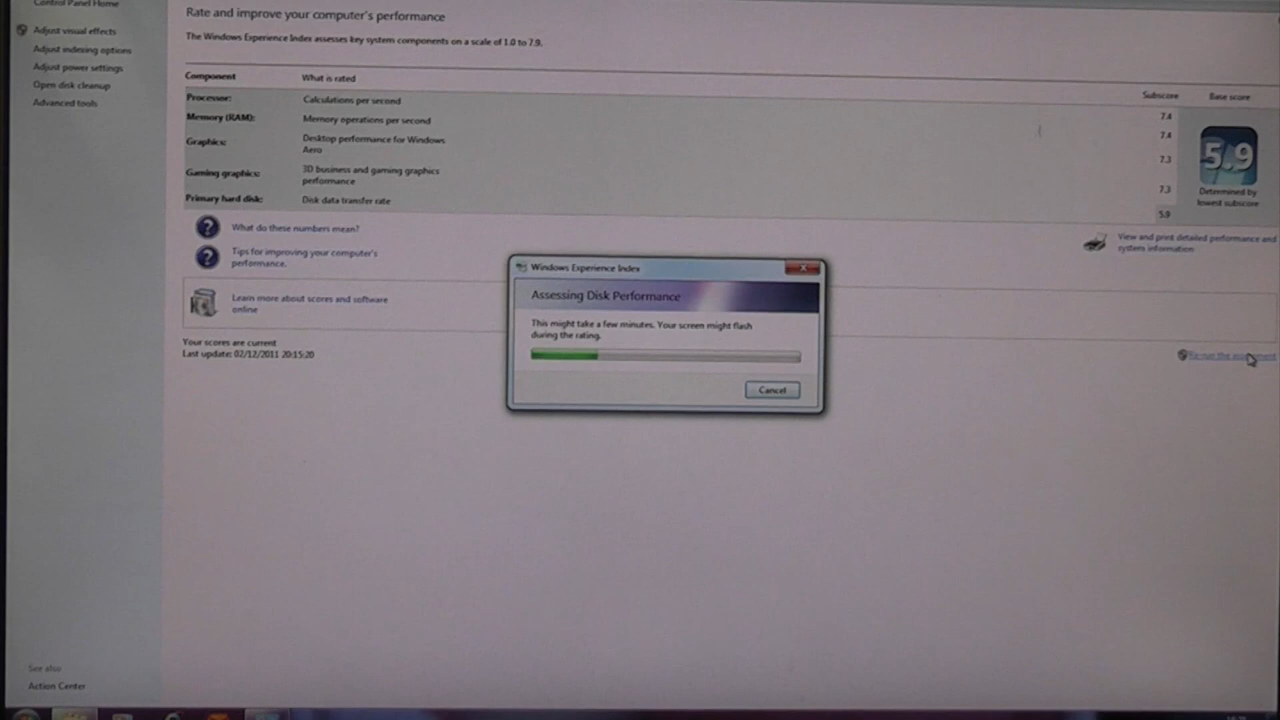 Control Panel Home
Adjust visual effects
Adjust indexing options
Adjust power settings
Open disk cleanup
Advanced tools
See also
Action Center
Rate and improve your computer's performance
The Windows Experience Index assesses key system components on a scale of 1.0 to 7.9.
Component What is rated Subscore Base score
Processor: Calculations per second 7.4
Memory (RAM): Memory operations per second 7.4
Graphics: Desktop performance for Windows
Aero 7.3
Gaming graphics: 3D business and gaming graphics
performance 7.3
Primary hard disk: Disk data transfer rate 5.9
5.9
Determined by
lowest subscore
What do these numbers mean?
Tips for improving your computer's
performance.
View and print detailed performance and
system information
Learn more about scores and software
online
Your scores are current
Last update: 02/12/2011 20:15:20
Re-run the assessment
Windows Experience Index
Assessing Disk Performance
This might take a few minutes. Your screen might flash
during the rating.
Cancel